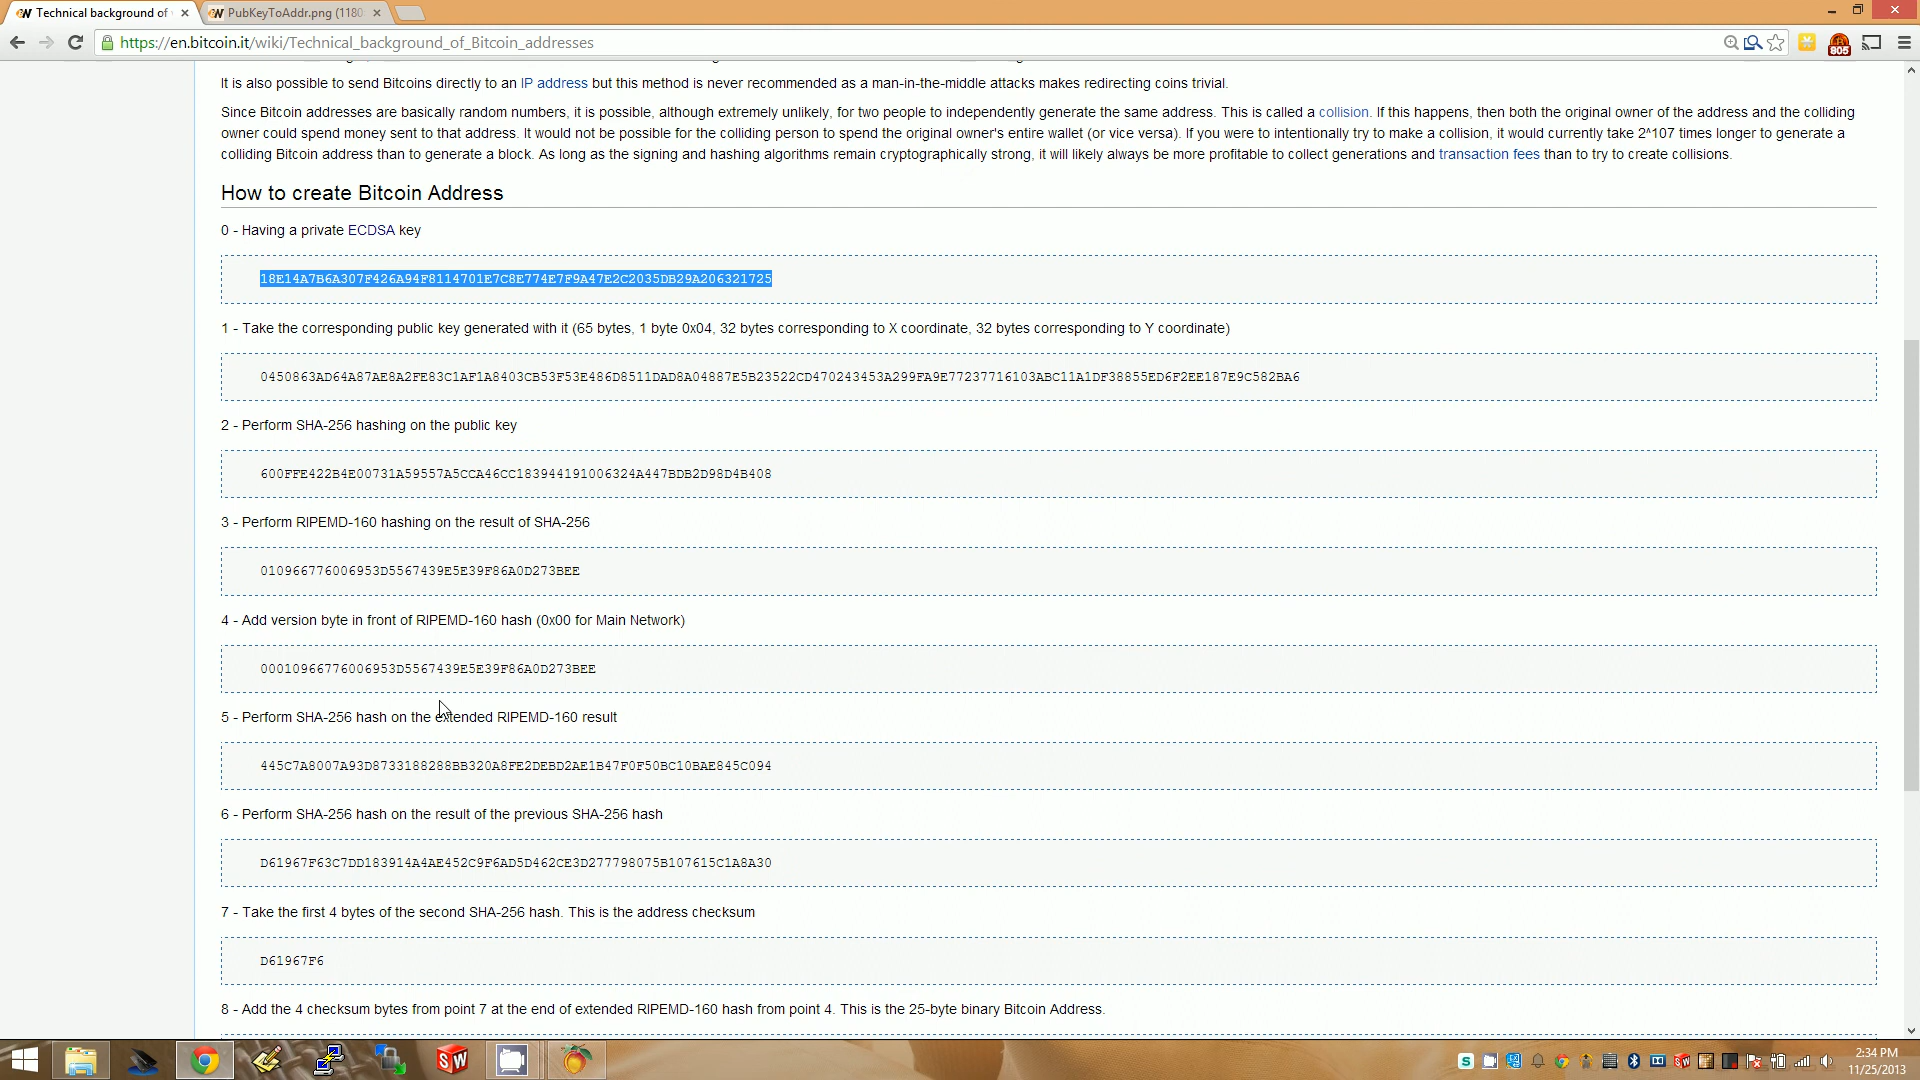 Technical background of
PubKeyToAddr.png (1180
https://en.bitcoin.it/wiki/Technical_background_of_Bitcoin_addresses
805
It is also possible to send Bitcoins directly to an IP address but this method is never recommended as a man-in-the-middle attacks makes redirecting coins trivial.
Since Bitcoin addresses are basically random numbers, it is possible, although extremely unlikely, for two people to independently generate the same address. This is called a collision. If this happens, then both the original owner of the address and the colliding
owner could spend money sent to that address. It would not be possible for the colliding person to spend the original owner's entire wallet (or vice versa). If you were to intentionally try to make a collision, it would currently take 2^107 times longer to generate a
colliding Bitcoin address than to generate a block. As long as the signing and hashing algorithms remain cryptographically strong, it will likely always be more profitable to collect generations and transaction fees than to try to create collisions.
How to create Bitcoin Address
0 - Having a private ECDSA key
18E14A7B6A307F426A94F8114701E7C8E774E7F9A47E2C2035DB29A206321725
1 - Take the corresponding public key generated with it (65 bytes, 1 byte 0x04, 32 bytes corresponding to X coordinate, 32 bytes corresponding to Y coordinate)
0450863AD64A87AE8A2FE83C1AF1A8403CB53F53E486D8511DAD8A04887E5B23522CD470243453A299FA9E77237716103ABC11A1DF38855ED6F2EE187E9C582BA6
2 - Perform SHA-256 hashing on the public key
600FFE422B4E00731A59557A5CCA46CC183944191006324A447BDB2D98D4B408
3 - Perform RIPEMD-160 hashing on the result of SHA-256
010966776006953D5567439E5E39F86A0D273BEE
4 - Add version byte in front of RIPEMD-160 hash (0x00 for Main Network)
00010966776006953D5567439E5E39F86A0D273BEE
5 - Perform SHA-256 hash on the extended RIPEMD-160 result
445C7A8007A93D8733188288BB320A8FE2DEBD2AE1B47F0F50BC10BAE845C094
6 - Perform SHA-256 hash on the result of the previous SHA-256 hash
D61967F63C7DD183914A4AE452C9F6AD5D462CE3D277798075B107615C1A8A30
7 - Take the first 4 bytes of the second SHA-256 hash. This is the address checksum
D61967F6
8 - Add the 4 checksum bytes from point 7 at the end of extended RIPEMD-160 hash from point 4. This is the 25-byte binary Bitcoin Address.
SW
2:34 PM
11/25/2013